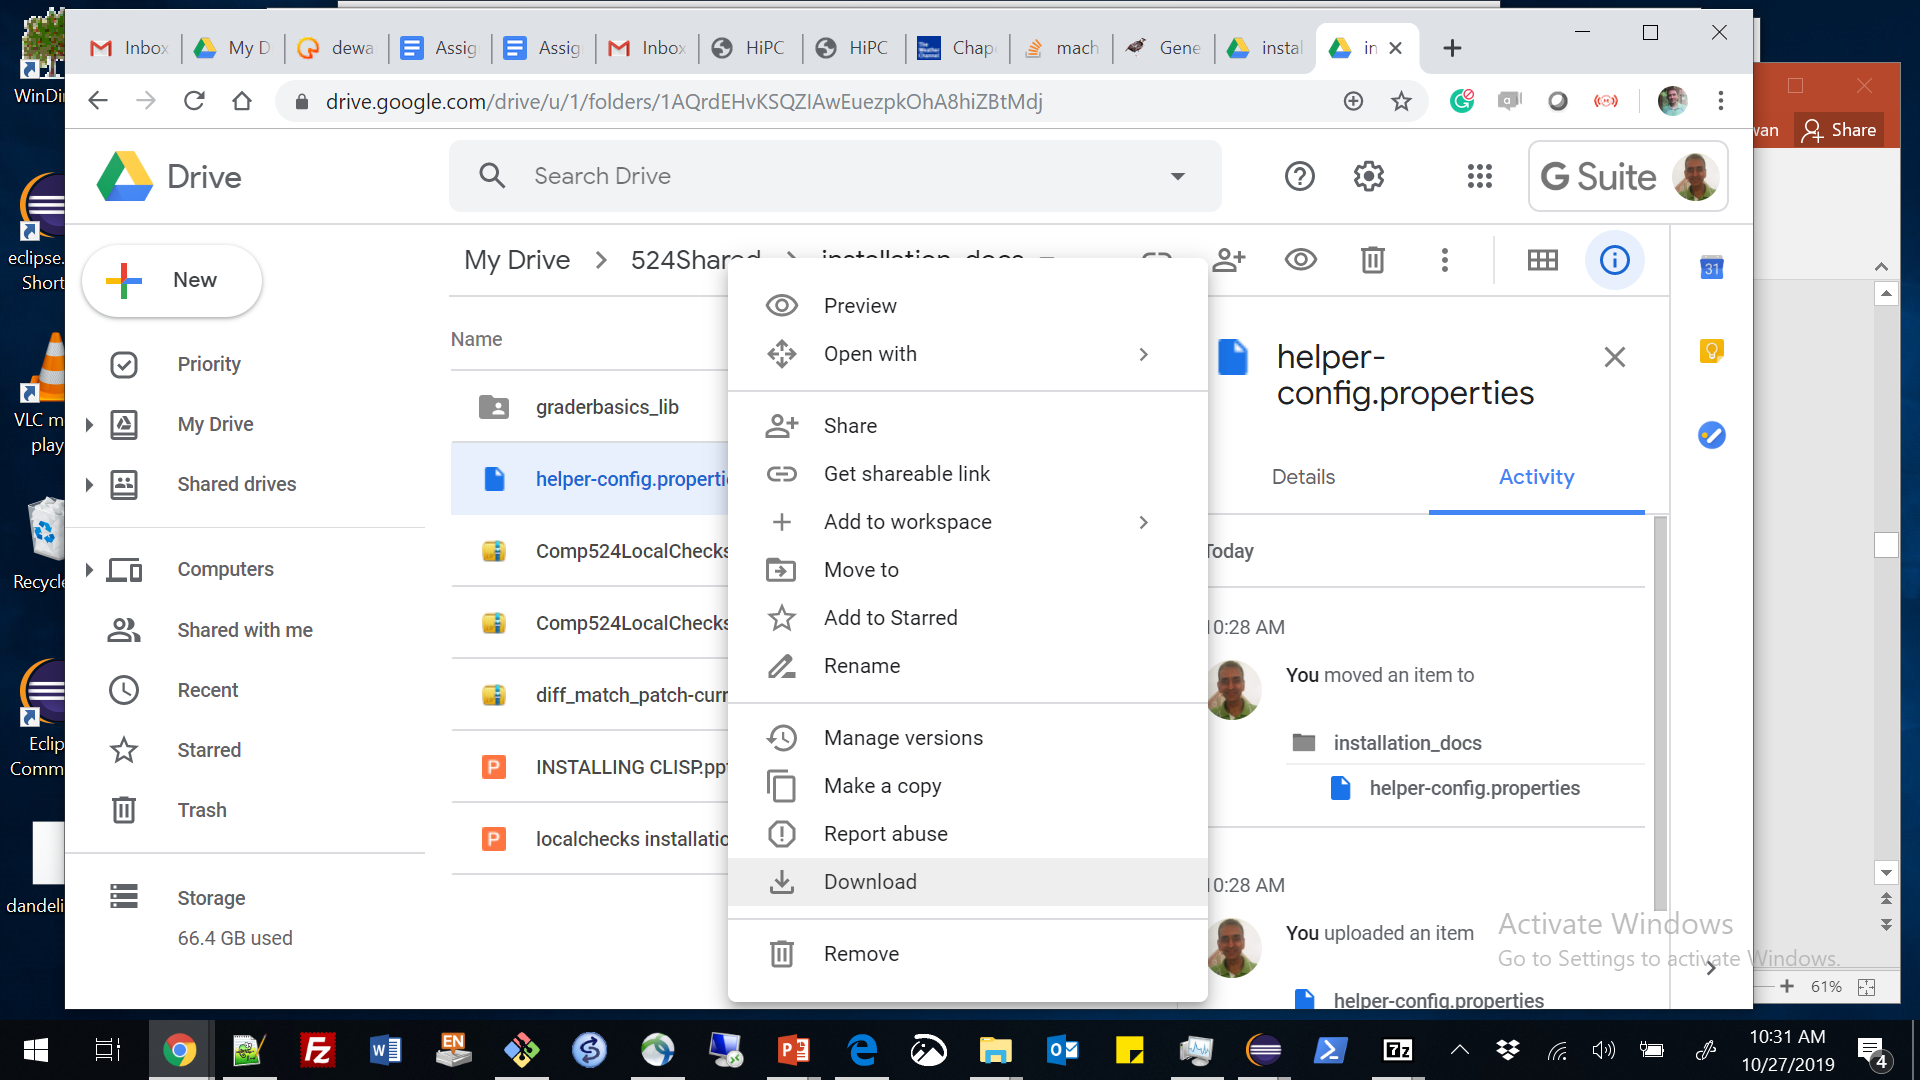 Inbox
My D
dewa
Assig
Assig
Inbox
HiPC
HiPC
Chap
mach
Gene
instal
in
drive.google.com/drive/u/1/folders/1AQrdEHvKSQZIAwEuezpkOhA8hiZBtMdj
WinDi
eclipse.
Short
VLC m
play
Recycle
Eclip
Comm
dandeli
van
Share
Drive
Search Drive
G Suite
New
Priority
My Drive
Shared drives
Computers
Shared with me
Recent
Starred
Trash
Storage
66.4 GB used
My Drive
524Shared
installation_docs
Name
graderbasics_lib
helper-config.properti
Comp524LocalChecks
Comp524LocalChecks
diff_match_patch-curr
INSTALLING CLISP.ppt
localchecks installatio
Preview
Open with
Share
Get shareable link
Add to workspace
Move to
Add to Starred
Rename
Manage versions
Make a copy
Report abuse
Download
Remove
helper-
config.properties
Details
Activity
Today
10:28 AM
You moved an item to
installation_docs
helper-config.properties
10:28 AM
You uploaded an item
helper-config.properties
31
Activate Windows
Go to Settings to activate Windows.
61%
EN
10:31 AM
10/27/2019
4